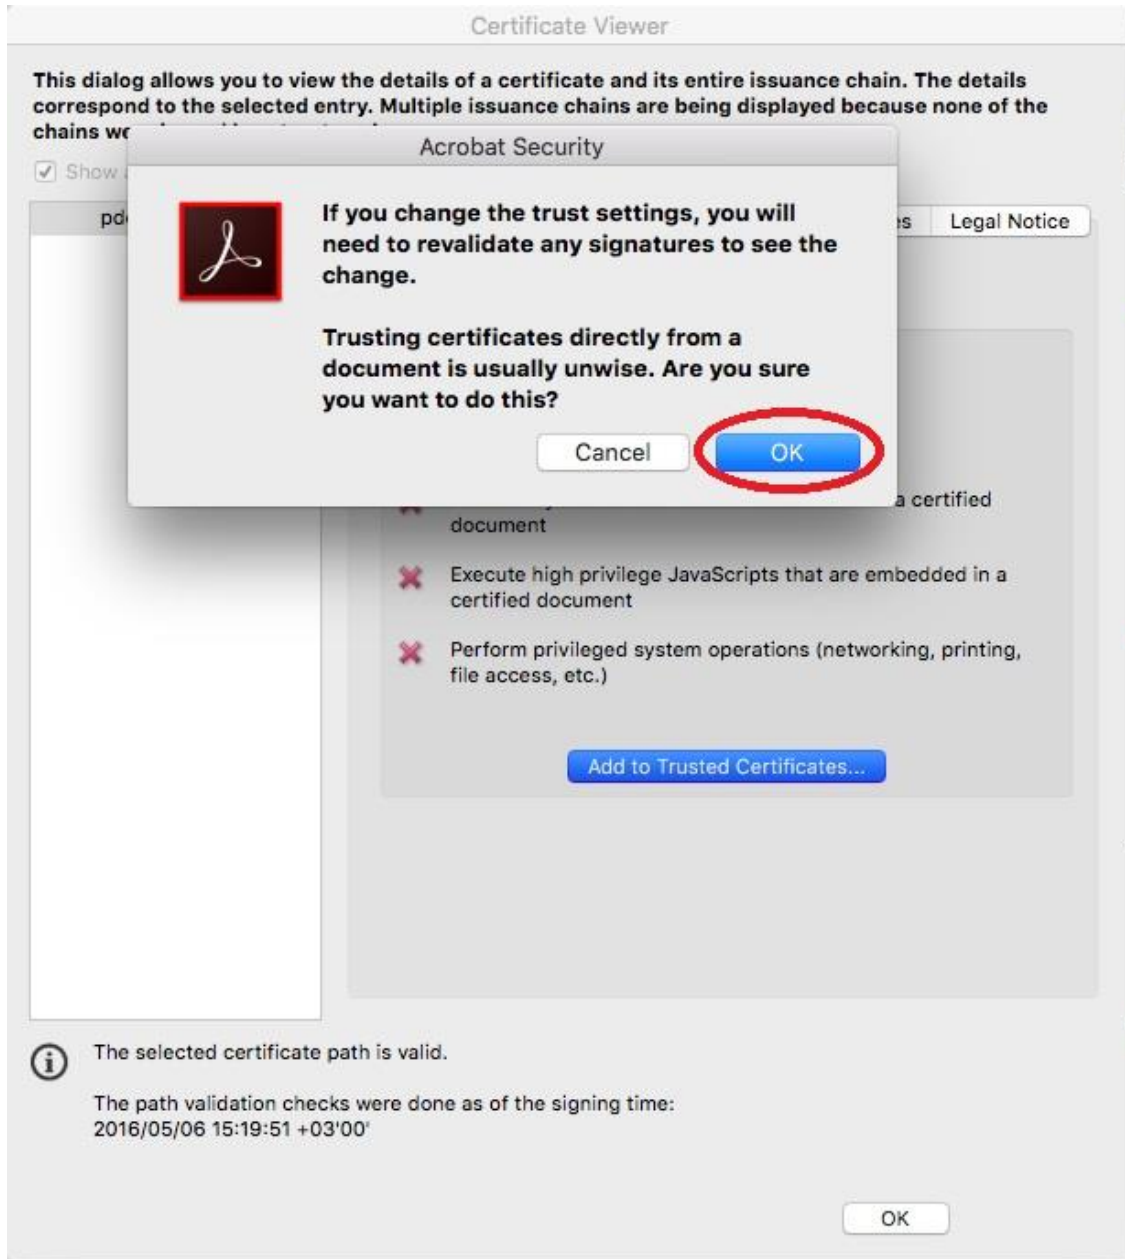 Certificate Viewer
This dialog allows you to view the details of a certificate and its entire issuance chain. The details
correspond to the selected entry. Multiple issuance chains are being displayed because none of the
chains
Acrobat Security
Show
If you change the trust settings, you will
need to revalidate any signatures to see the
change.
Legal Notice
Trusting certificates directly from a
document is usually unwise. Are you sure
you want to do this?
Cancel
OK
a certified
document
Execute high privilege JavaScripts that are embedded in a
certified document
Perform privileged system operations (networking, printing,
file access, etc.)
Add to Trusted Certificates...
The selected certificate path is valid.
The path validation checks were done as of the signing time:
2016/05/06 15:19:51 +03'00'
OK